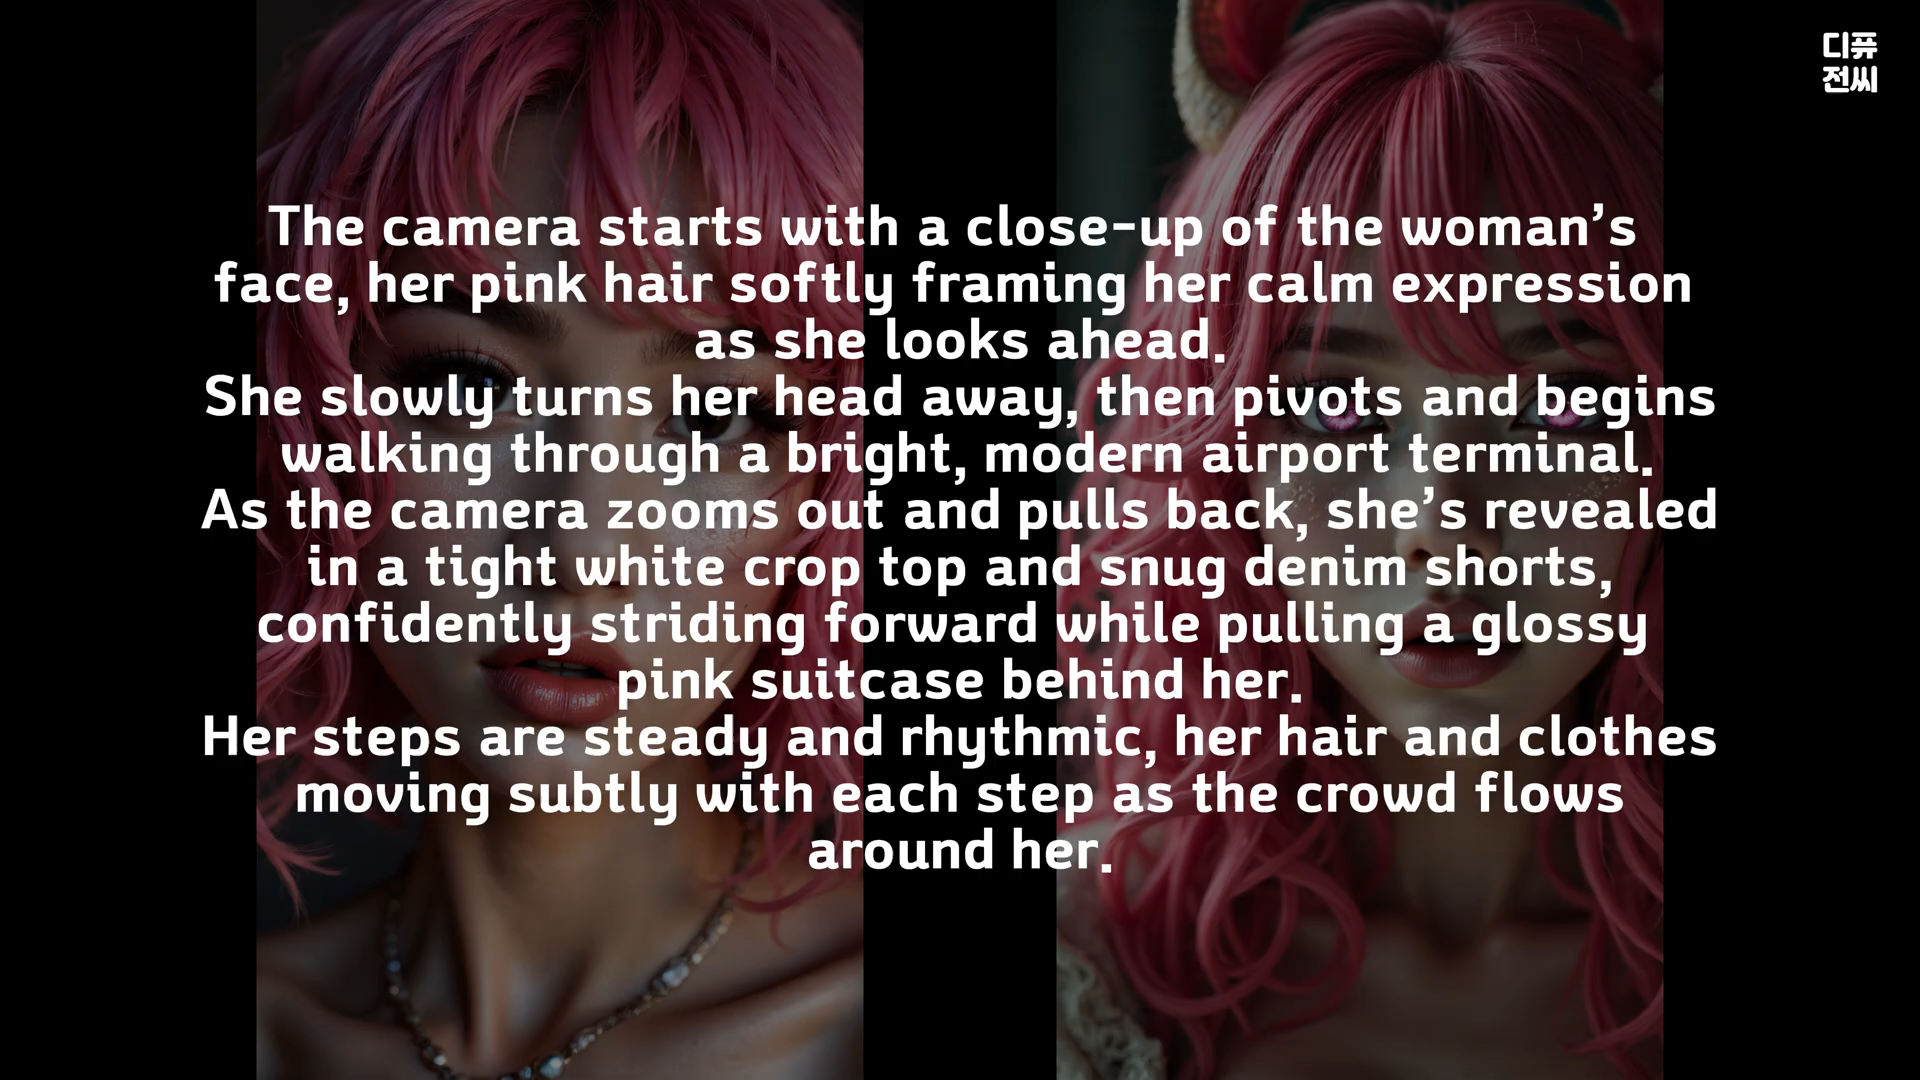 디퓨
전씨
The camera starts with a close-up of the woman’s
face, her pink hair softly framing her calm expression
as she looks ahead.
She slowly turns her head away, then pivots and begins
walking through a bright, modern airport terminal.
As the camera zooms out and pulls back, she’s revealed
in a tight white crop top and snug denim shorts,
confidently striding forward while pulling a glossy
pink suitcase behind her.
Her steps are steady and rhythmic, her hair and clothes
moving subtly with each step as the crowd flows
around her.